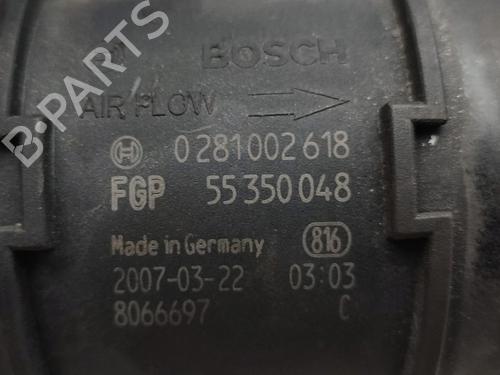 BOSCH
AIR FLOW
0 281 002 618
FGP 55 350 048
Made in Germany 816
2007-03-22 03:03
8066697 C
B-PARTS